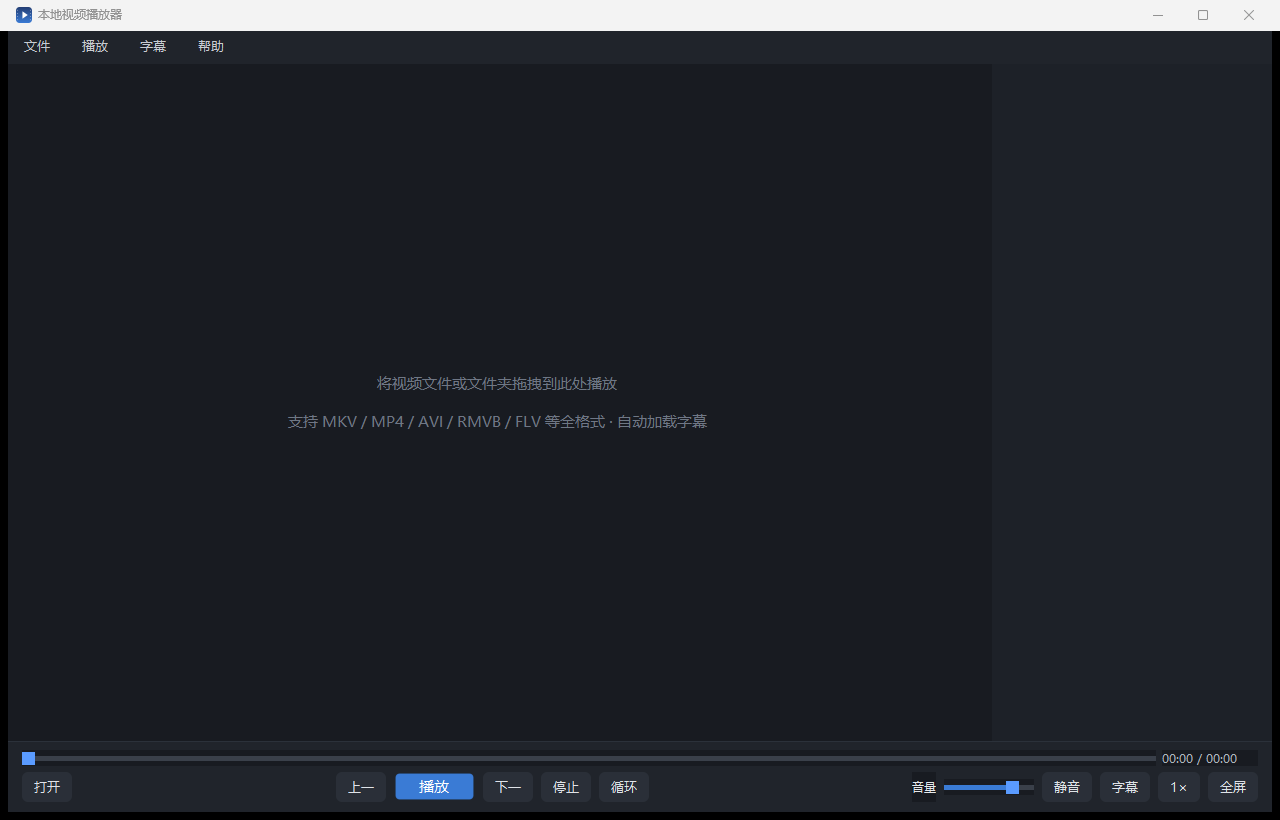 本地视频播放器
文件 播放 字幕 帮助
将视频文件或文件夹拖拽到此处播放
支持 MKV / MP4 / AVI / RMVB / FLV 等全格式 · 自动加载字幕
00:00 / 00:00
打开 上一 播放 下一 停止 循环 音量 静音 字幕 1× 全屏